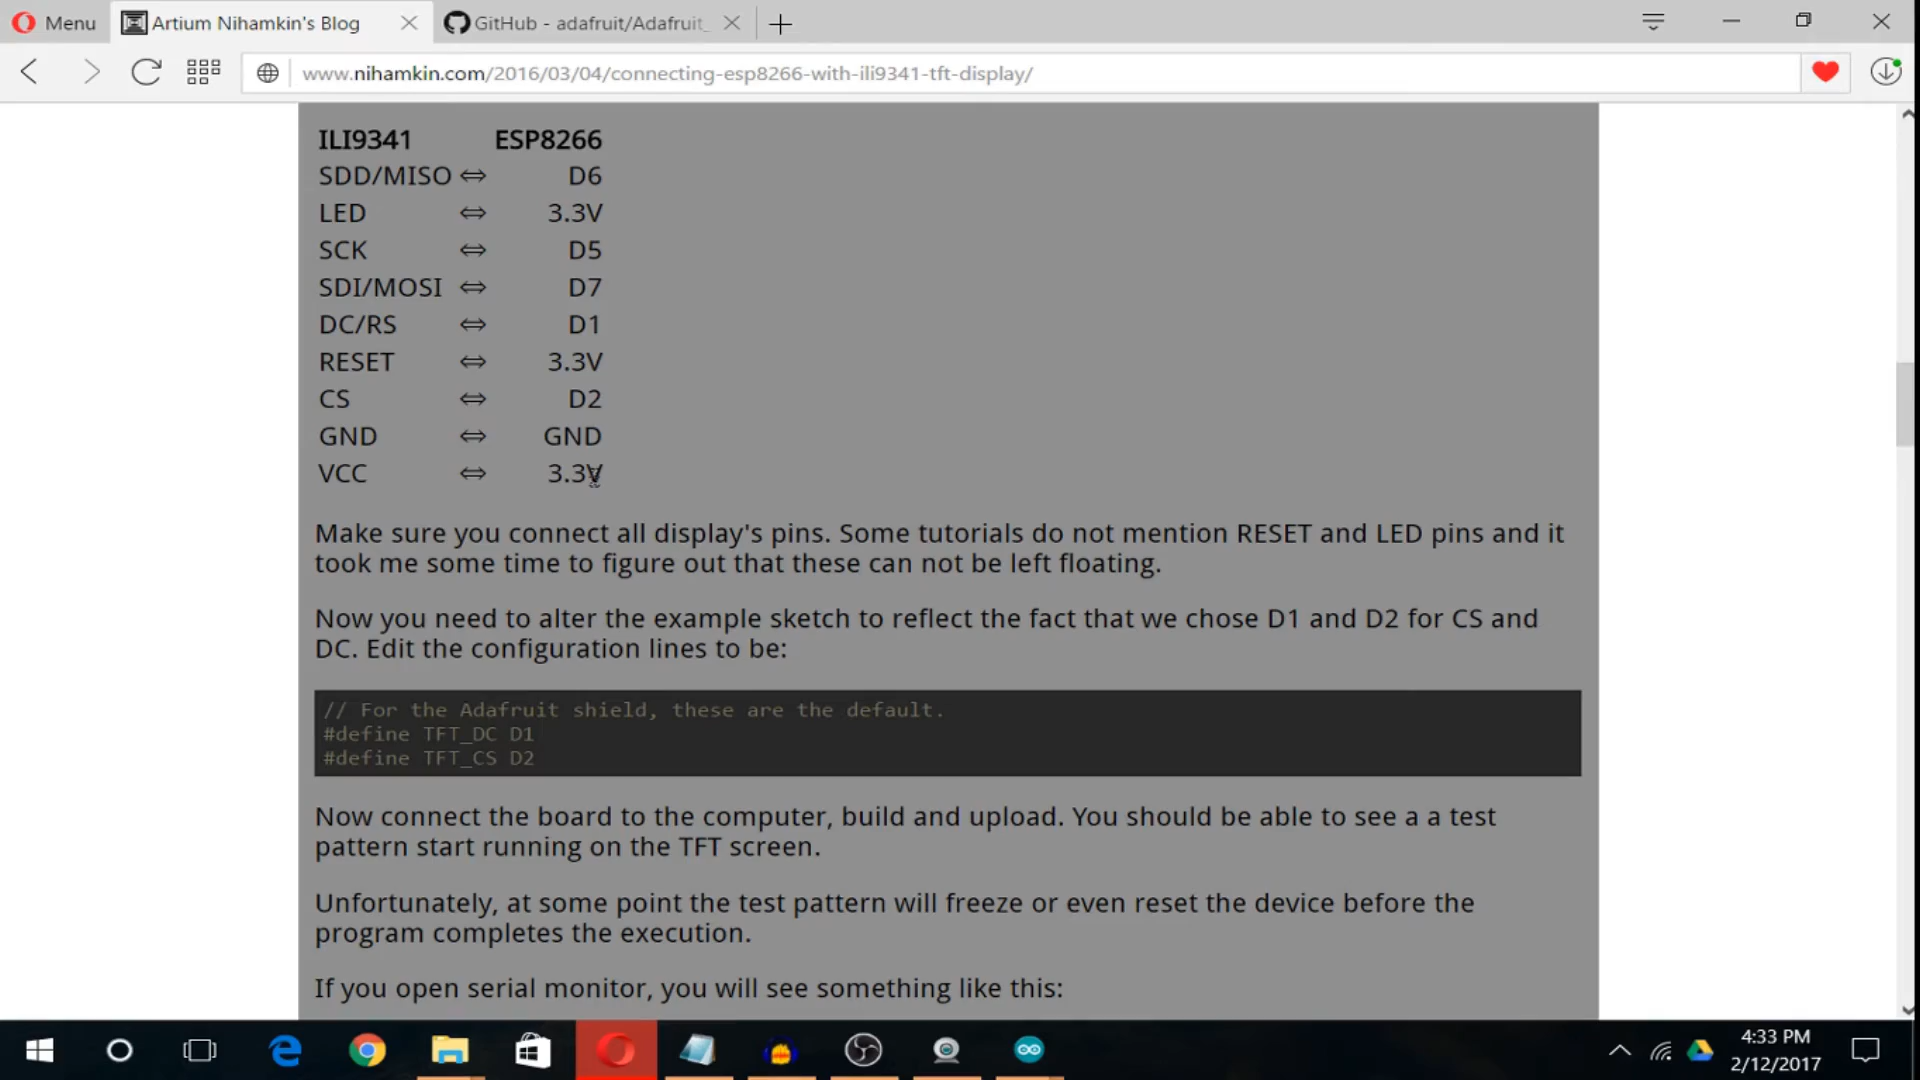 Menu
Artium Nihamkin's Blog
GitHub - adafruit/Adafruit_
www.nihamkin.com/2016/03/04/connecting-esp8266-with-ili9341-tft-display/
ILI9341 ESP8266
SDD/MISO ⇔ D6
LED ⇔ 3.3V
SCK ⇔ D5
SDI/MOSI ⇔ D7
DC/RS ⇔ D1
RESET ⇔ 3.3V
CS ⇔ D2
GND ⇔ GND
VCC ⇔ 3.3V
Make sure you connect all display's pins. Some tutorials do not mention RESET and LED pins and it
took me some time to figure out that these can not be left floating.
Now you need to alter the example sketch to reflect the fact that we chose D1 and D2 for CS and
DC. Edit the configuration lines to be:
// For the Adafruit shield, these are the default.
#define TFT_DC D1
#define TFT_CS D2
Now connect the board to the computer, build and upload. You should be able to see a a test
pattern start running on the TFT screen.
Unfortunately, at some point the test pattern will freeze or even reset the device before the
program completes the execution.
If you open serial monitor, you will see something like this:
4:33 PM
2/12/2017